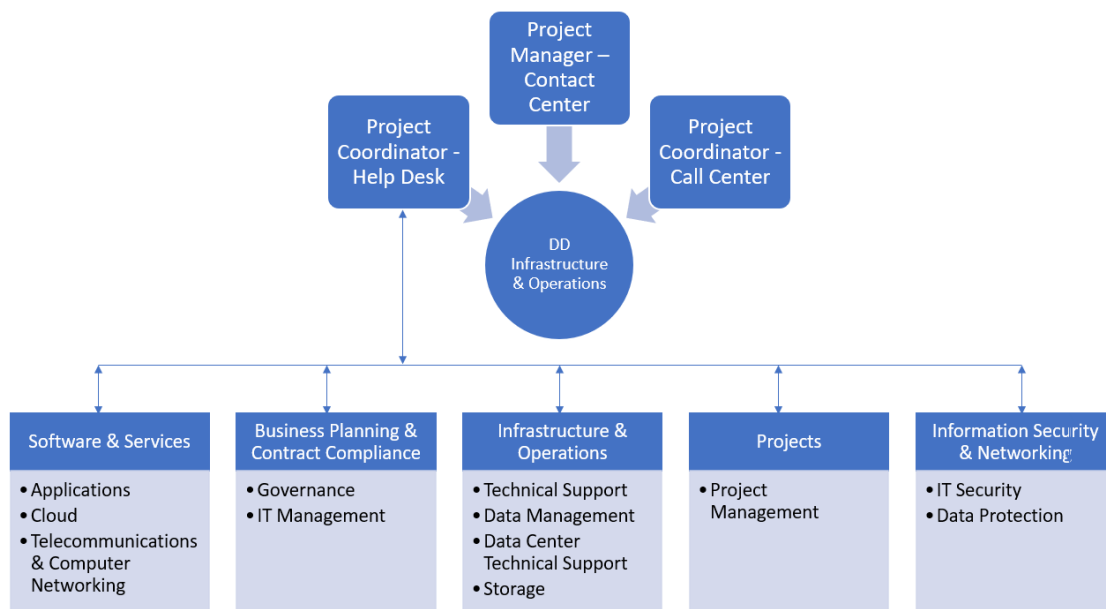 Project
Manager –
Contact
Center
Project
Coordinator -
Help Desk
Project
Coordinator -
Call Center
DD
Infrastructure
& Operations
Software & Services
• Applications
• Cloud
• Telecommunications
& Computer
Networking
Business Planning &
Contract Compliance
• Governance
• IT Management
Infrastructure &
Operations
• Technical Support
• Data Management
• Data Center
Technical Support
• Storage
Projects
• Project
Management
Information Security
& Networking
• IT Security
• Data Protection